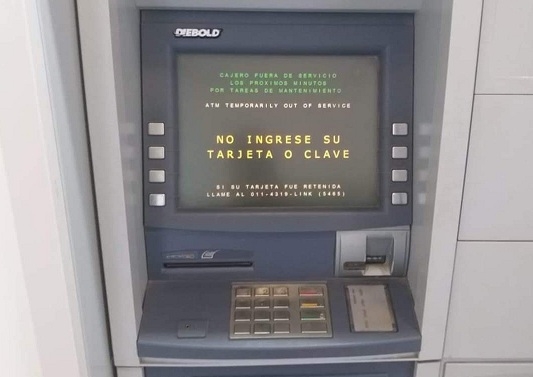 DIEBOLD
CAJERO FUERA DE SERVICIO
LOS PROXIMOS MINUTOS
POR TAREAS DE MANTENIMIENTO
ATM TEMPORARILY OUT OF SERVICE
NO INGRESE SU
TARJETA O CLAVE
SI SU TARJETA FUE RETENIDA
LLAME AL 011-4319-LINK (5465)